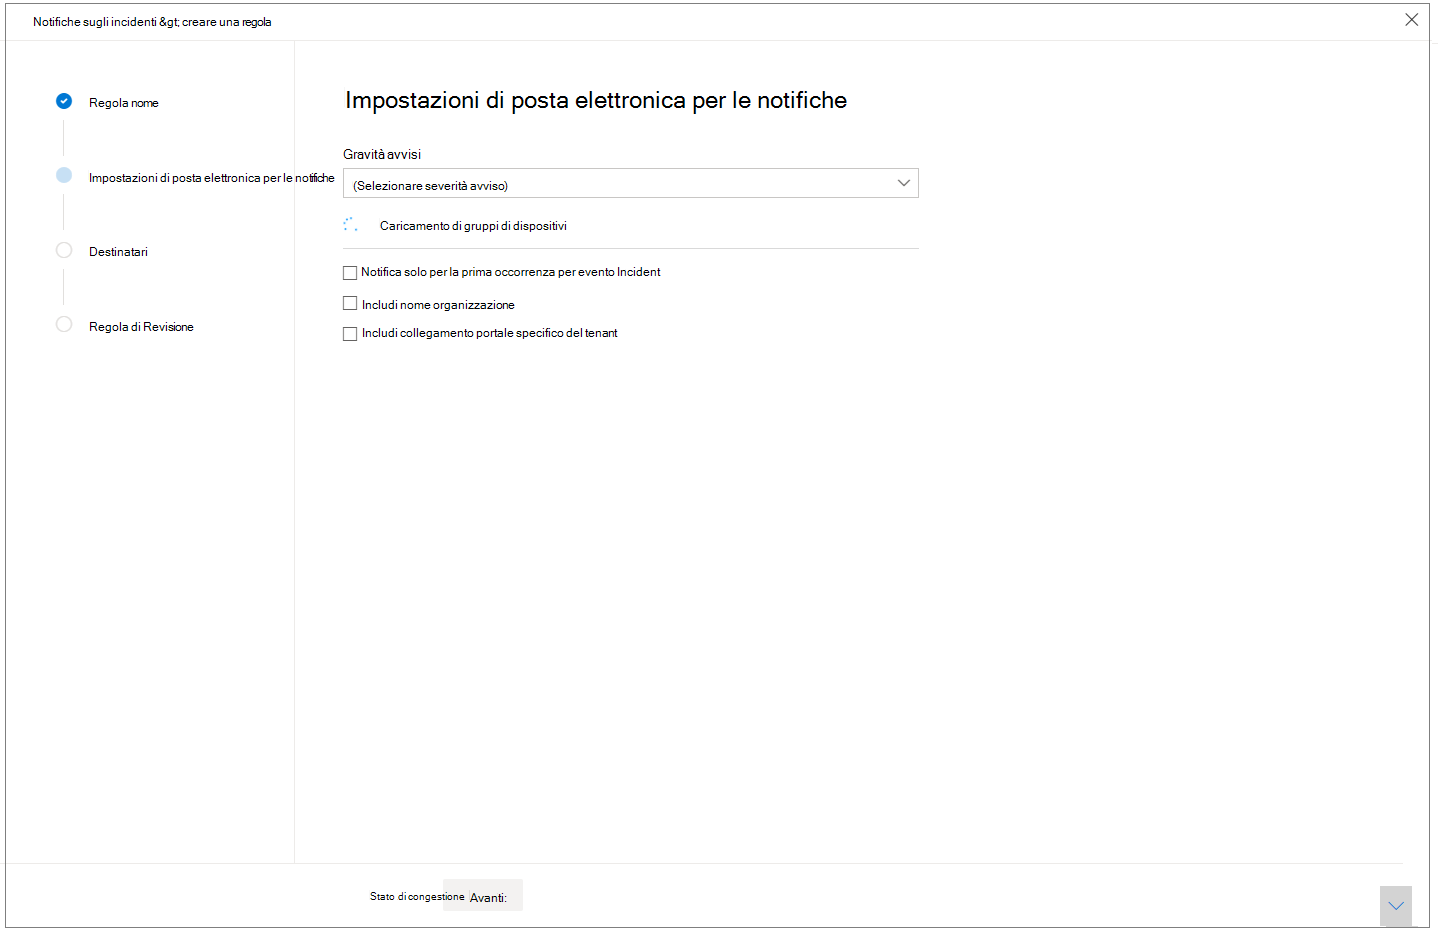 Notifiche sugli incidenti &gt; creare una regola
Regola nome
Impostazioni di posta elettronica per le notifiche
Destinatari
Regola di Revisione
Impostazioni di posta elettronica per le notifiche
Gravità avvisi
(Selezionare severità avviso)
Caricamento di gruppi di dispositivi
Notifica solo per la prima occorrenza per evento Incident
Includi nome organizzazione
Includi collegamento portale specifico del tenant
Stato di congestione
Avanti: